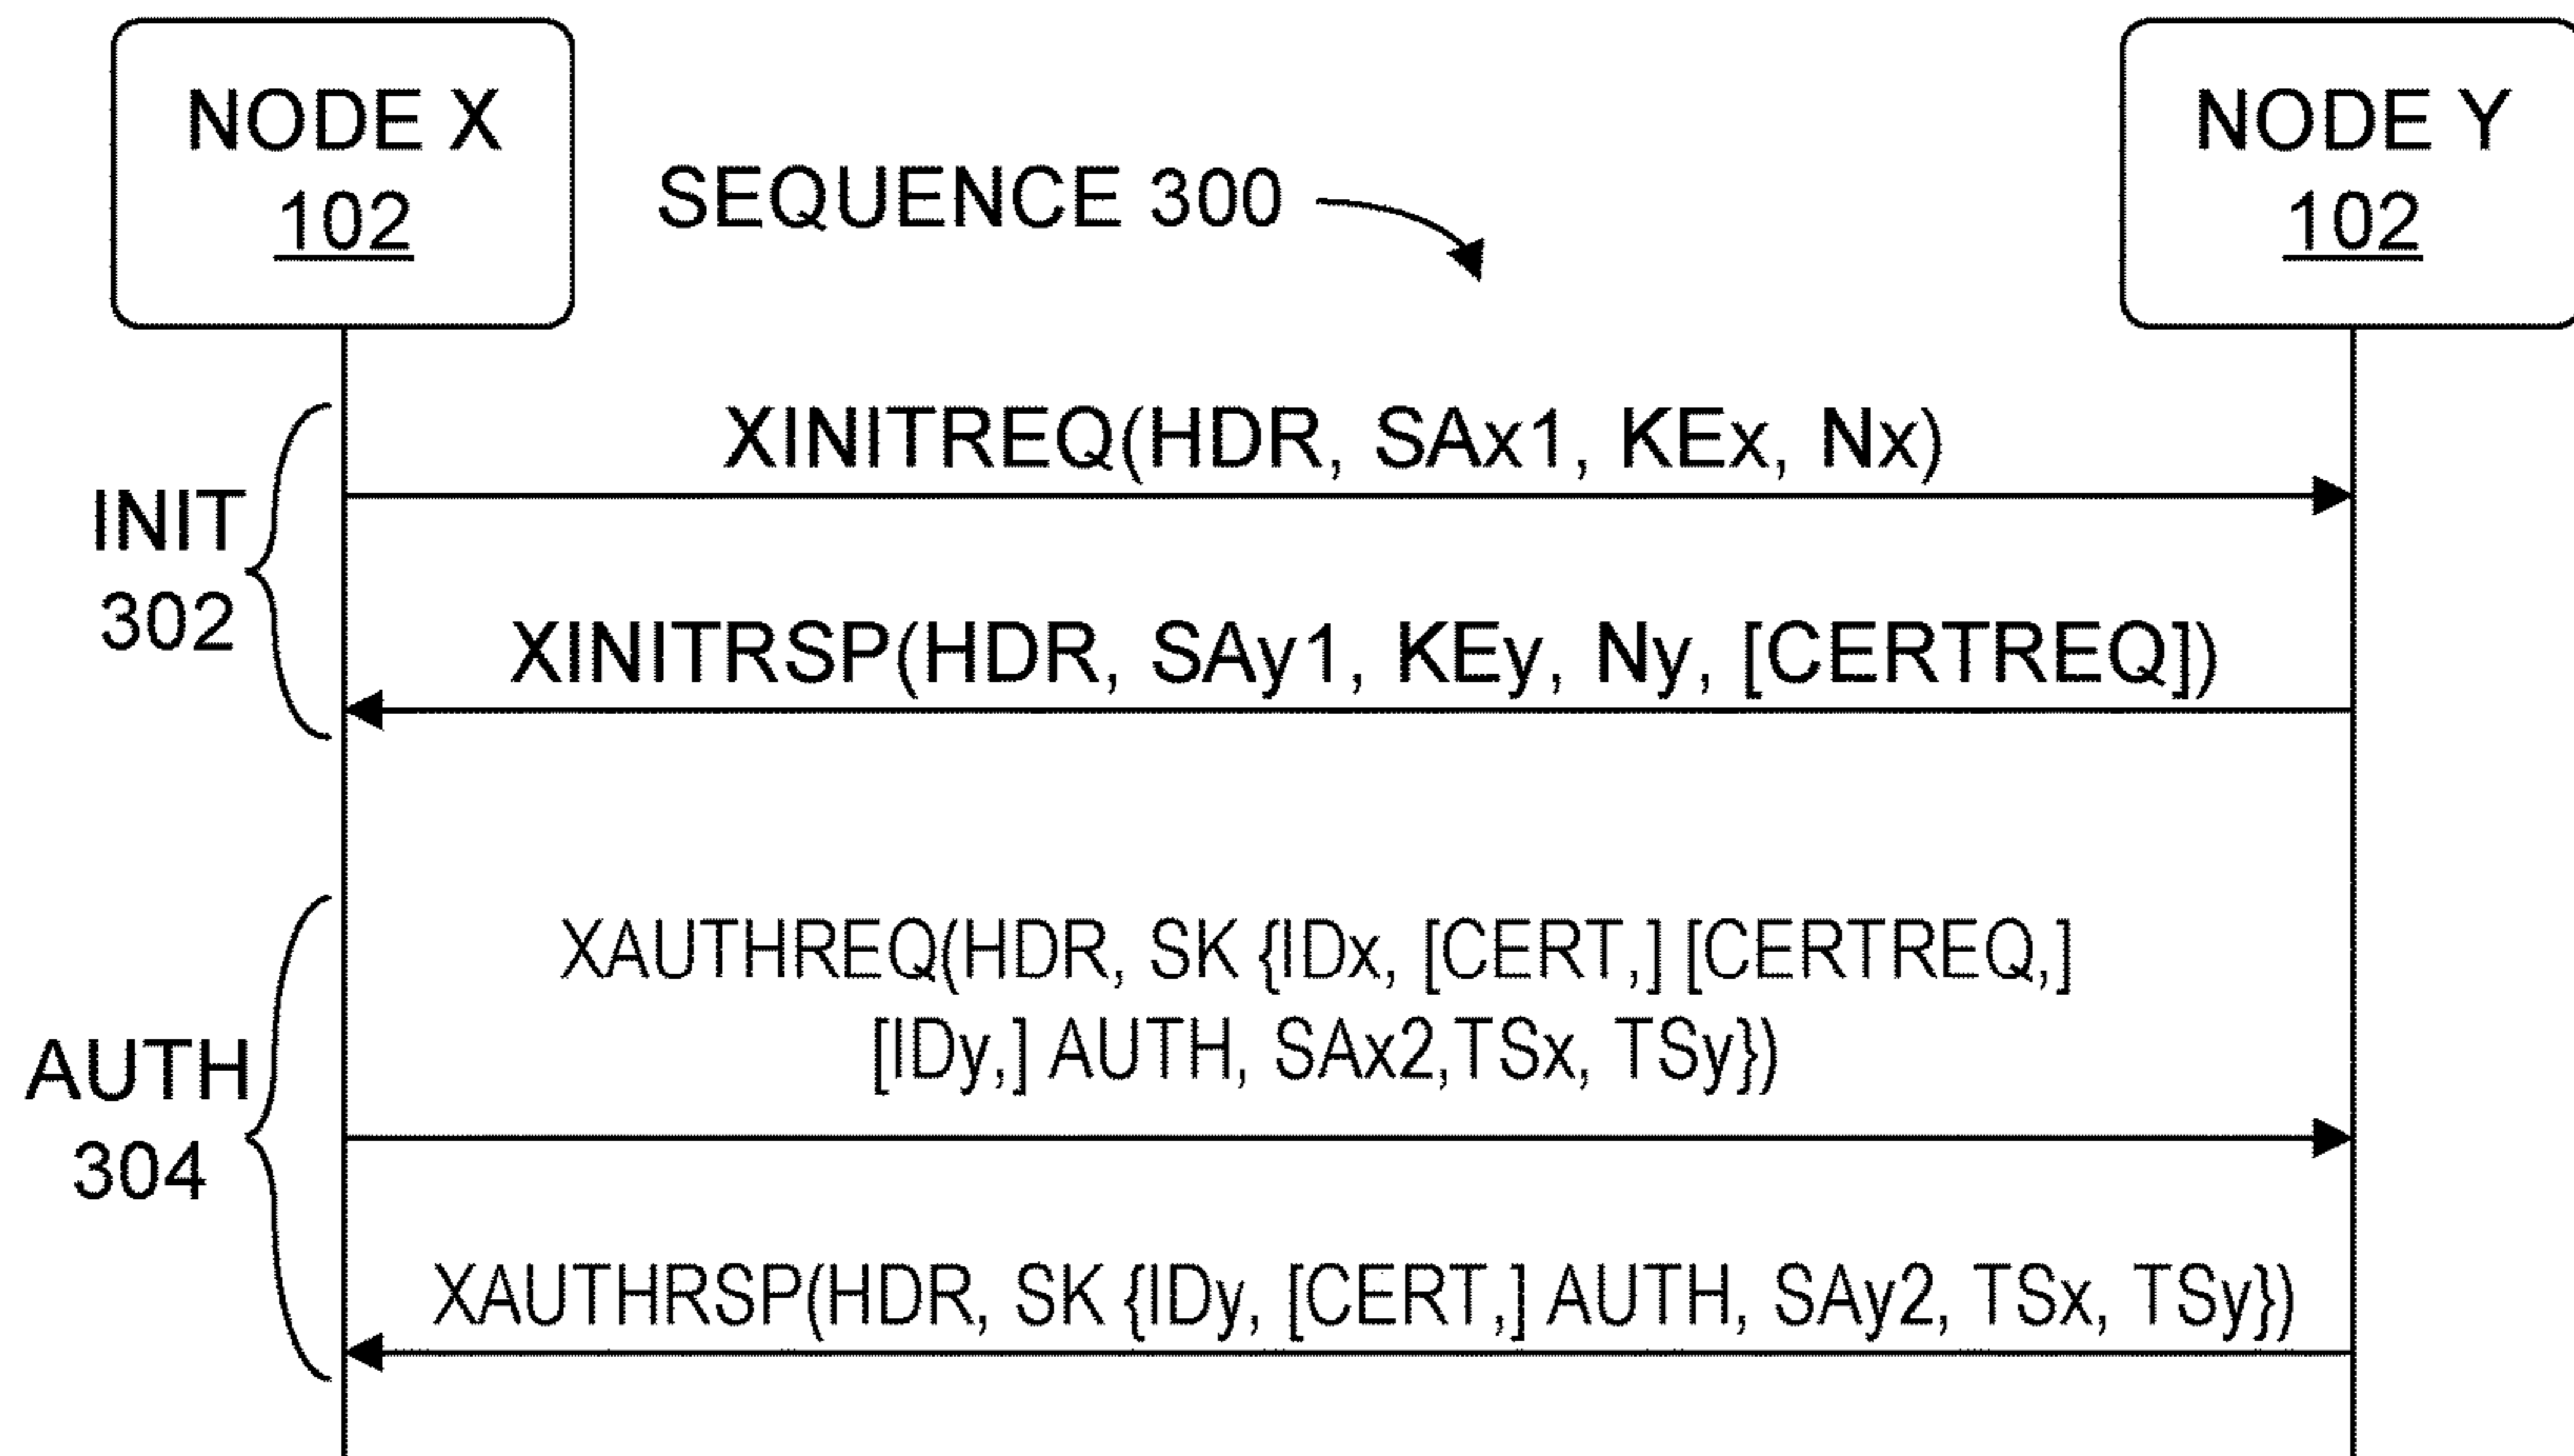 NODE X
102
NODE Y
102
SEQUENCE 300
INIT
302
XINITREQ(HDR, SAx1, KEx, Nx)
XINITRSP(HDR, SAy1, KEy, Ny, [CERTREQ])
AUTH
304
XAUTHREQ(HDR, SK {IDx, [CERT,] [CERTREQ,]
[IDy,] AUTH, SAx2,TSx, TSy})
XAUTHRSP(HDR, SK {IDy, [CERT,] AUTH, SAy2, TSx, TSy})